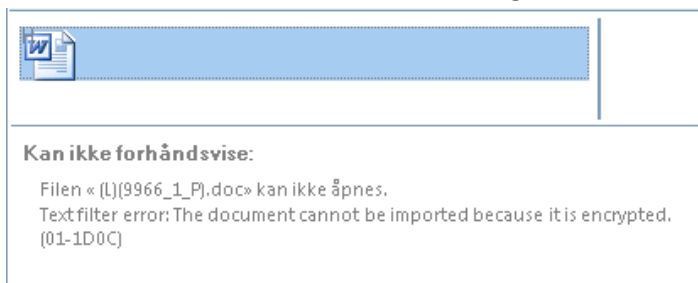 Kan ikke forhåndsvise:
Filen « (L)(9966_1_P).doc» kan ikke åpnes.
Text filter error: The document cannot be imported because it is encrypted.
(01-1D0C)